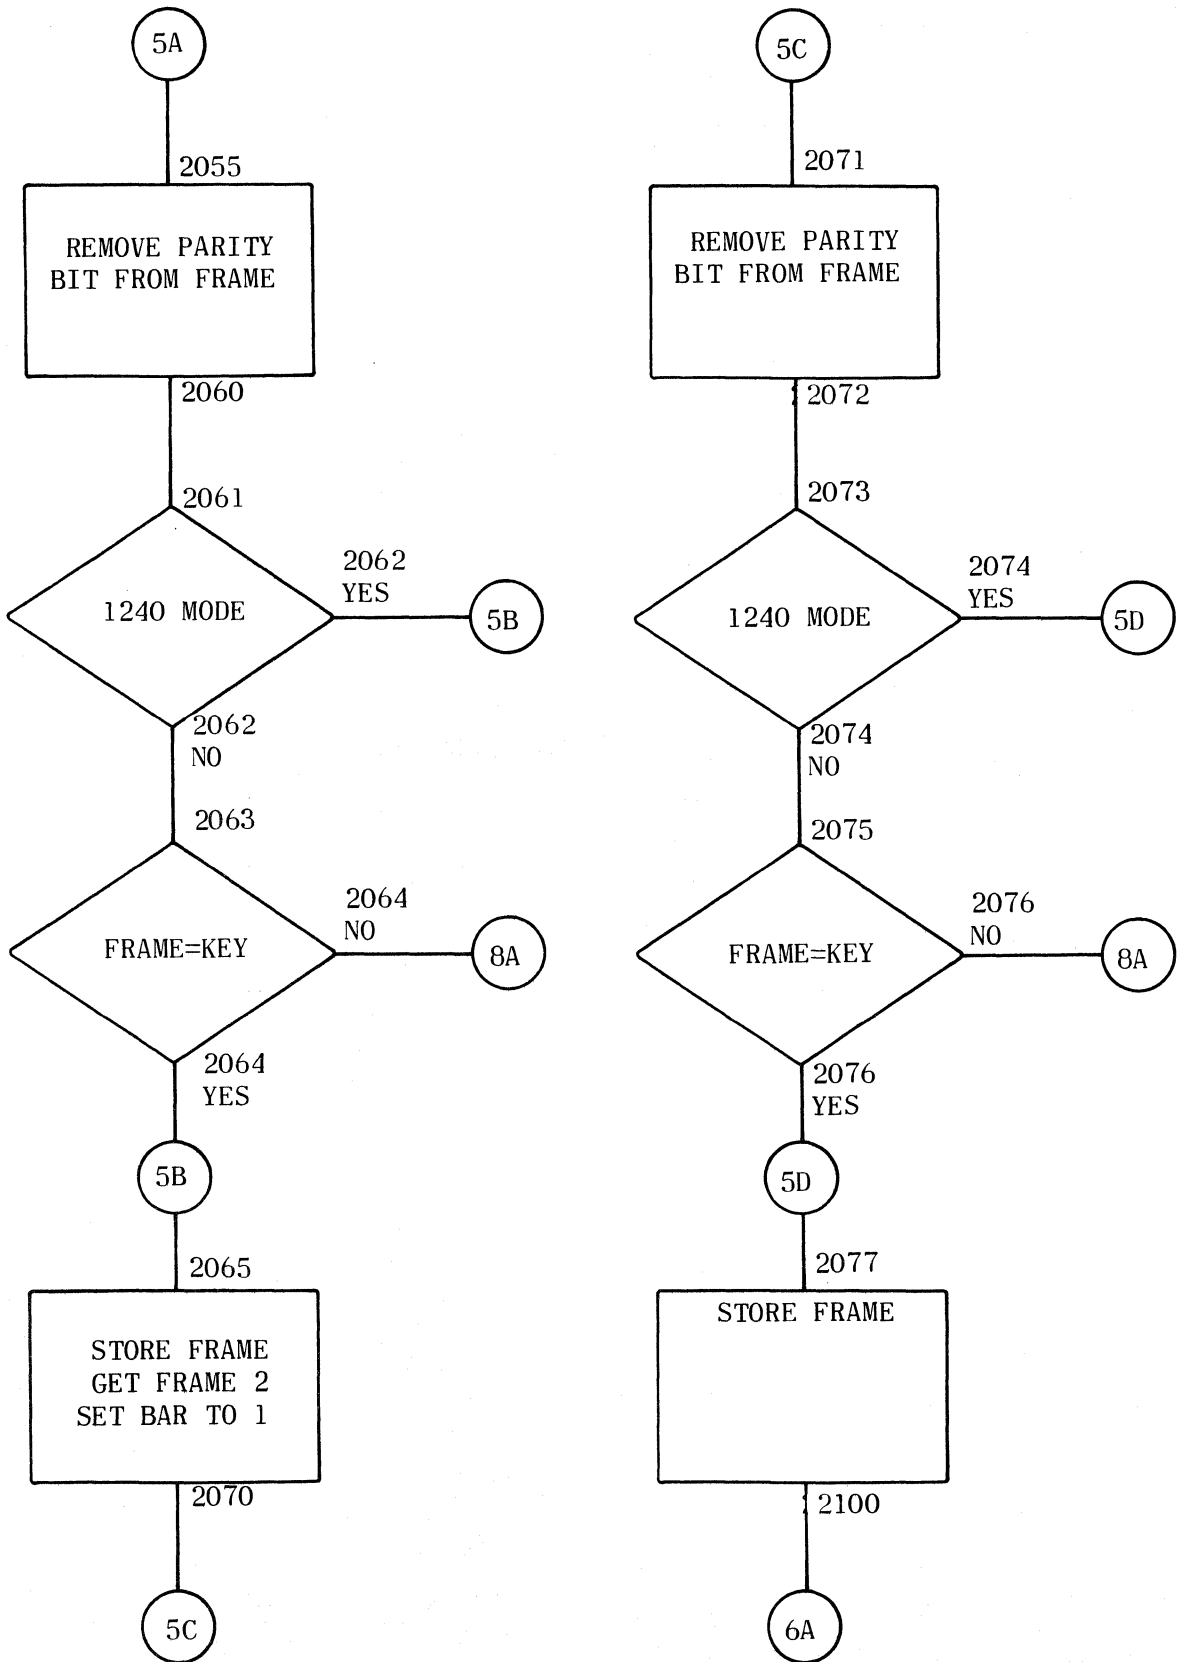 5A
2055
REMOVE PARITY
BIT FROM FRAME
2060
2061
1240 MODE
2062
YES
5B
2062
NO
2063
FRAME=KEY
2064
NO
8A
2064
YES
5B
2065
STORE FRAME
GET FRAME 2
SET BAR TO 1
2070
5C
5C
2071
REMOVE PARITY
BIT FROM FRAME
2072
2073
1240 MODE
2074
YES
5D
2074
NO
2075
FRAME=KEY
2076
NO
8A
2076
YES
5D
2077
STORE FRAME
2100
6A